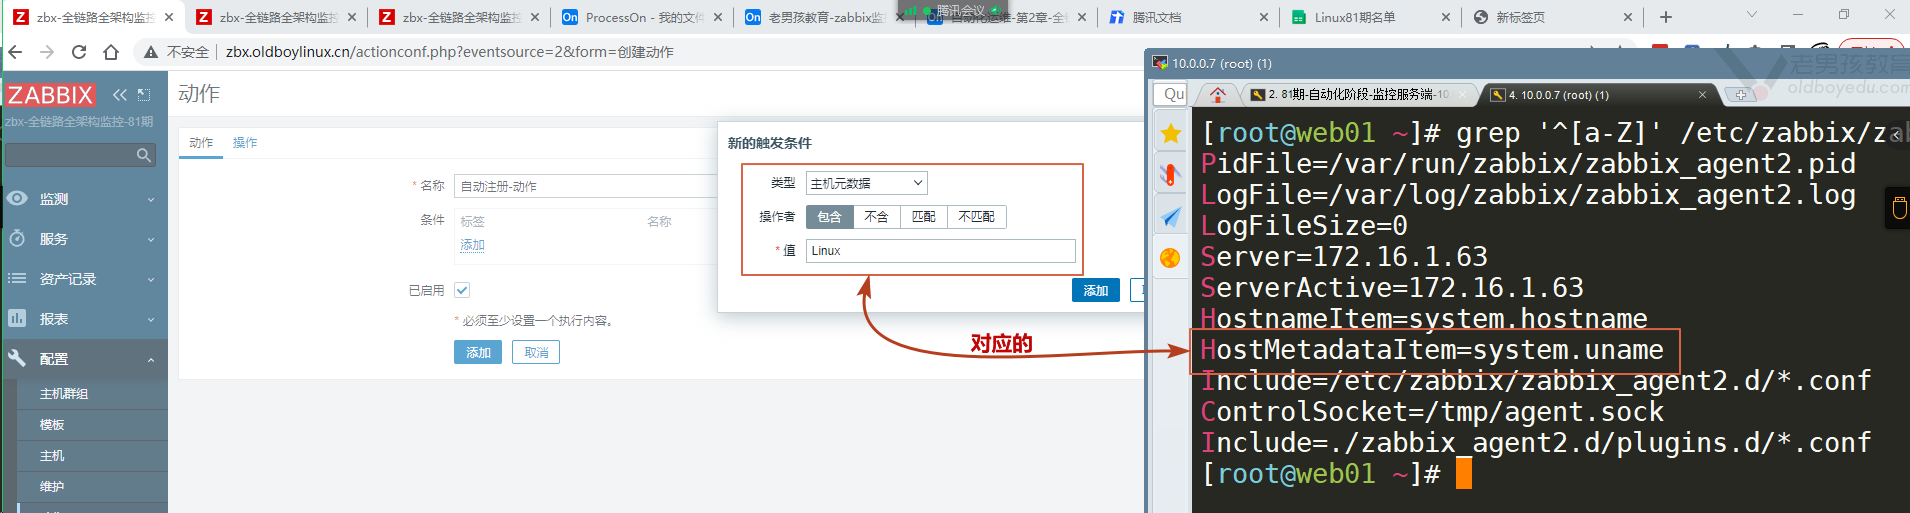 zbx-全链路全架构监控
zbx-全链路全架构监控
zbx-全链路全架构监控
ProcessOn - 我的文件
老男孩教育-zabbix监
自动化运维-第2章-全
腾讯会议
腾讯文档
Linux81期名单
新标签页
不安全
zbx.oldboylinux.cn/actionconf.php?eventsource=2&form=创建动作
ZABBIX
zbx-全链路全架构监控-81期
监测
服务
资产记录
报表
配置
主机群组
模板
主机
维护
动作
动作 操作
* 名称 自动注册-动作
条件 标签 名称
添加
已启用
* 必须至少设置一个执行内容。
添加 取消
新的触发条件
类型 主机元数据
操作者 包含 不含 匹配 不匹配
* 值 Linux
添加
对应的
10.0.0.7 (root) (1)
老男孩教育
oldboyedu.com
Qu
2. 81期-自动化阶段-监控服务端-10.
4. 10.0.0.7 (root) (1)
[root@web01 ~]# grep '^[a-Z]' /etc/zabbix/zab
PidFile=/var/run/zabbix/zabbix_agent2.pid
LogFile=/var/log/zabbix/zabbix_agent2.log
LogFileSize=0
Server=172.16.1.63
ServerActive=172.16.1.63
HostnameItem=system.hostname
HostMetadataItem=system.uname
Include=/etc/zabbix/zabbix_agent2.d/*.conf
ControlSocket=/tmp/agent.sock
Include=./zabbix_agent2.d/plugins.d/*.conf
[root@web01 ~]#